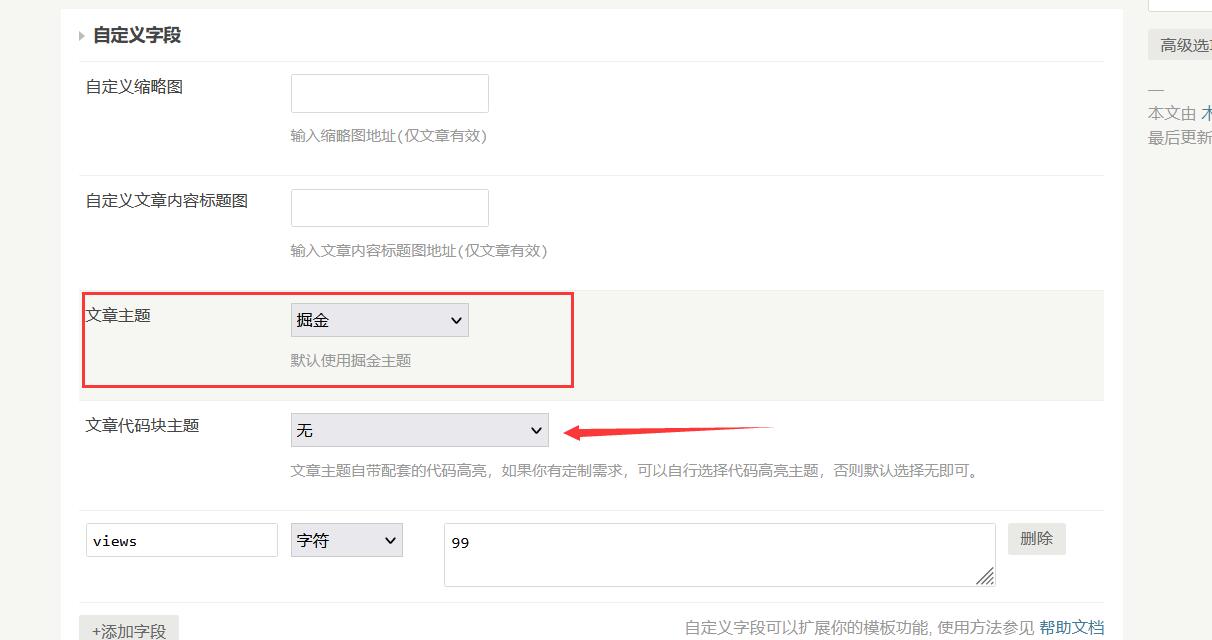 自定义字段
高级选
自定义缩略图
输入缩略图地址(仅文章有效)
本文由
最后更新
自定义文章内容标题图
输入文章内容标题图地址(仅文章有效)
文章主题
掘金
默认使用掘金主题
文章代码块主题
无
文章主题自带配套的代码高亮，如果你有定制需求，可以自行选择代码高亮主题，否则默认选择无即可。
views
字符
99
删除
+添加字段
自定义字段可以扩展你的模板功能, 使用方法参见 帮助文档